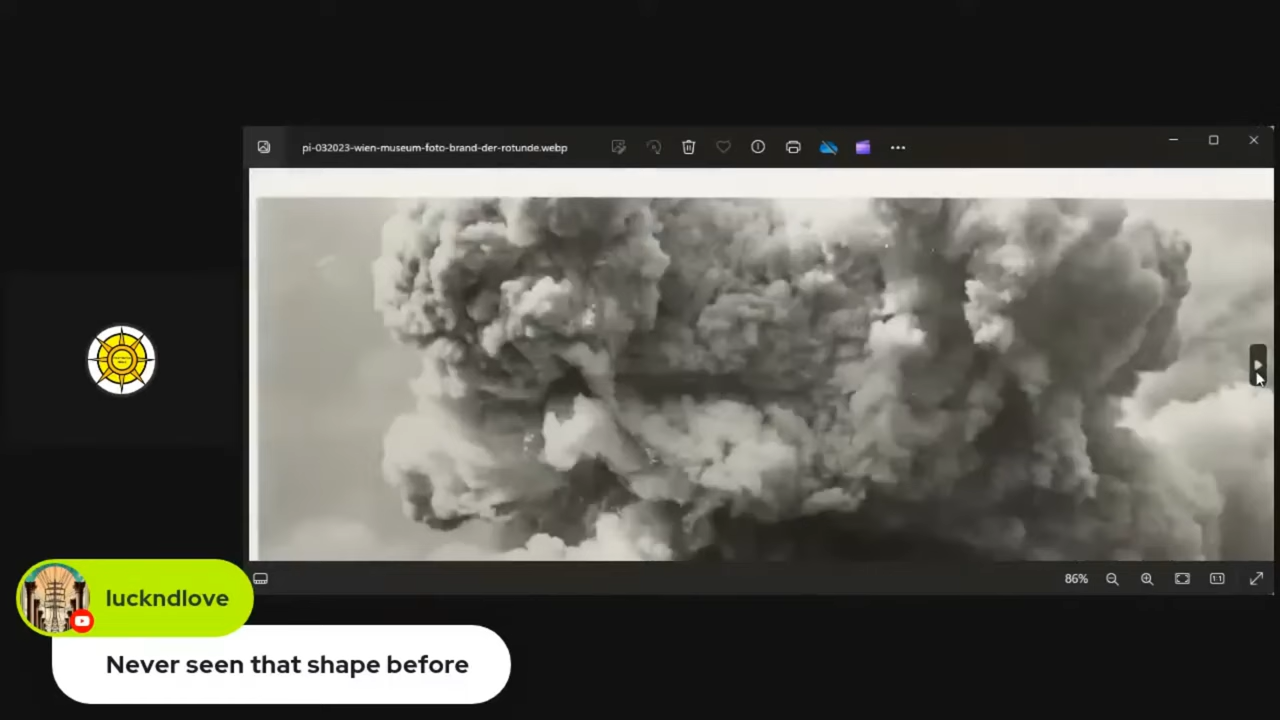 pi-032023-wien-museum-foto-brand-der-rotunde.webp
86%
luckndlove
Never seen that shape before